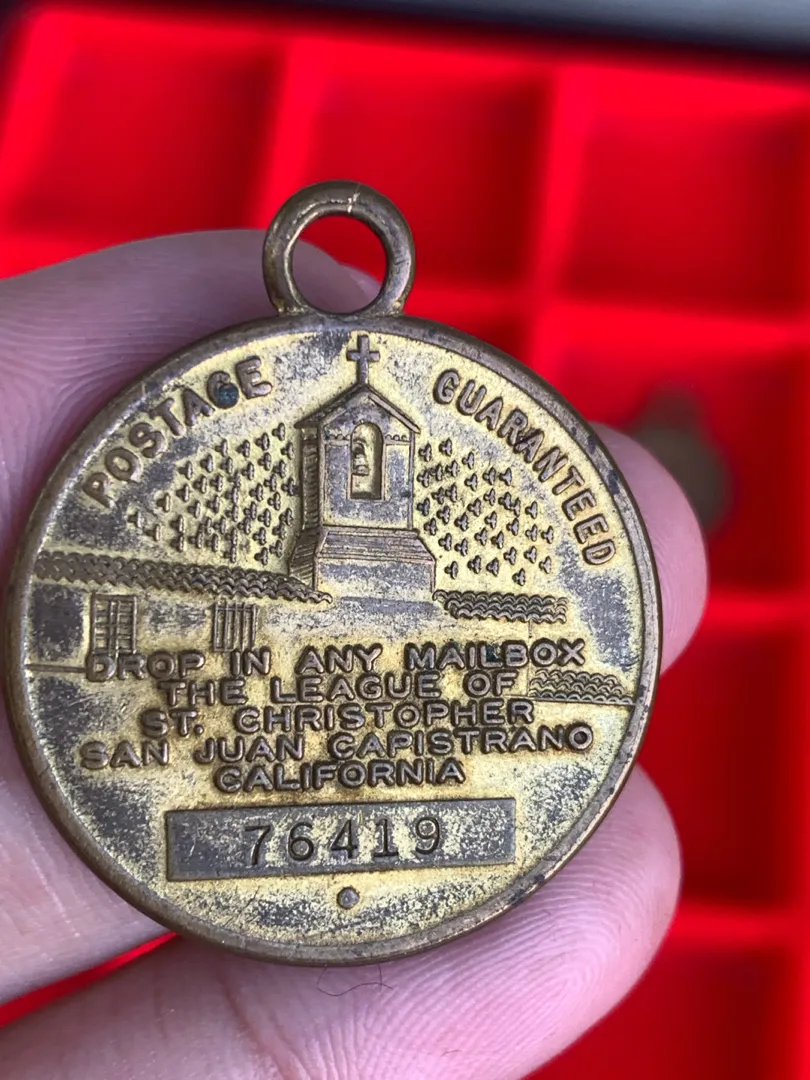 POSTAGE GUARANTEED
DROP IN ANY MAILBOX
THE LEAGUE OF
ST. CHRISTOPHER
SAN JUAN CAPISTRANO
CALIFORNIA
76419